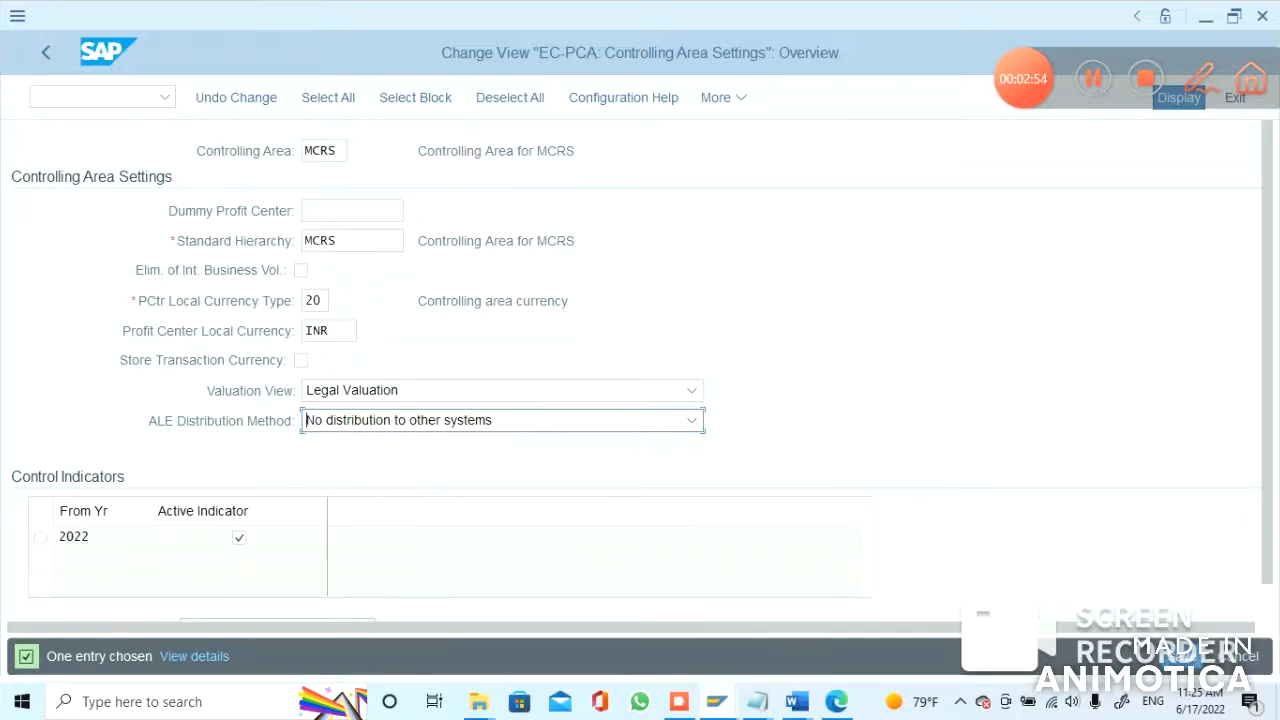 SAP
Change View "EC-PCA: Controlling Area Settings": Overview
00:02:54
Undo Change Select All Select Block Deselect All Configuration Help More Display Exit
Controlling Area: MCRS Controlling Area for MCRS
Controlling Area Settings
Dummy Profit Center:
*Standard Hierarchy: MCRS Controlling Area for MCRS
Elim. of Int. Business Vol.:
*PCtr Local Currency Type: 20 Controlling area currency
Profit Center Local Currency: INR
Store Transaction Currency:
Valuation View: Legal Valuation
ALE Distribution Method: No distribution to other systems
Control Indicators
From Yr Active Indicator
2022
One entry chosen View details
SCREEN
RECORDER
MADE IN
ANIMOTICA
Cancel
Type here to search
79°F
11:25 AM
6/17/2022
1